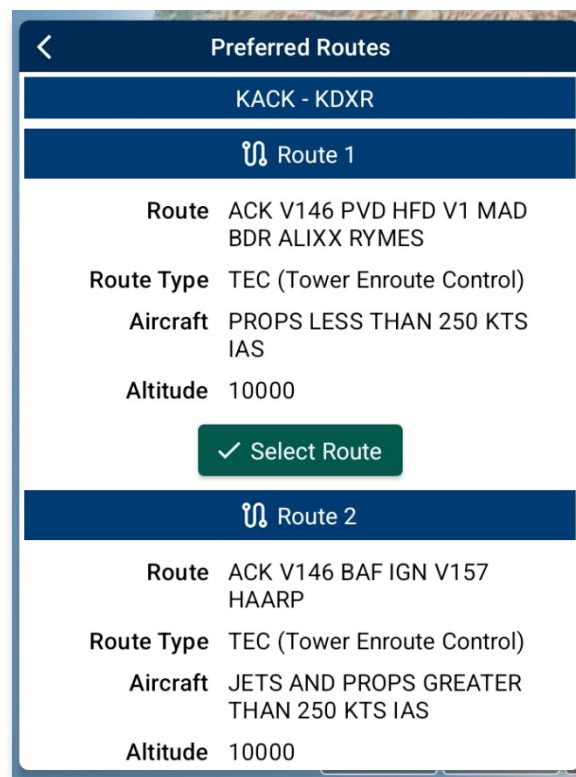 Preferred Routes
KACK - KDXR
Route 1
Route ACK V146 PVD HFD V1 MAD
BDR ALIXX RYMES
Route Type TEC (Tower Enroute Control)
Aircraft PROPS LESS THAN 250 KTS
IAS
Altitude 10000
Select Route
Route 2
Route ACK V146 BAF IGN V157
HAARP
Route Type TEC (Tower Enroute Control)
Aircraft JETS AND PROPS GREATER
THAN 250 KTS IAS
Altitude 10000